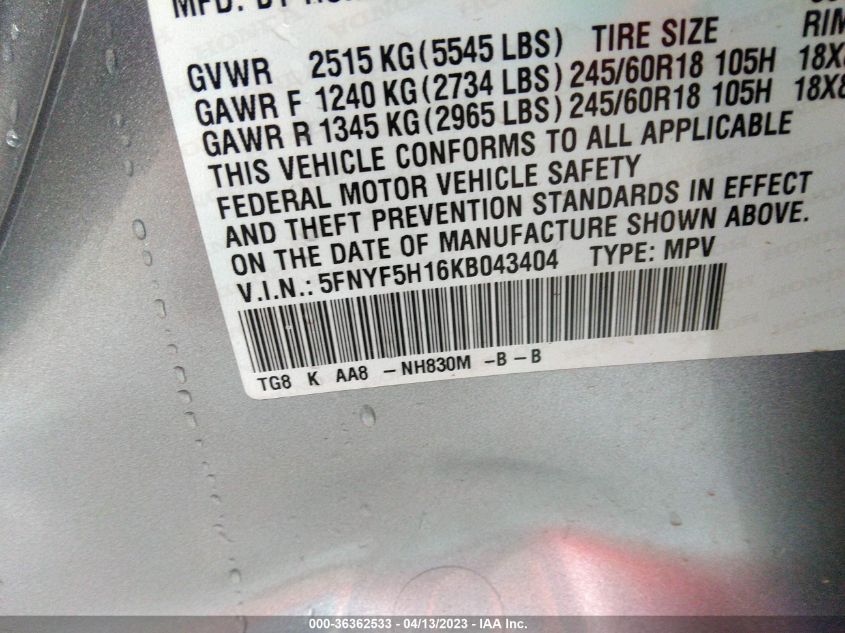 MFD. BY
GVWR 2515 KG (5545 LBS) TIRE SIZE RIM
GAWR F 1240 KG (2734 LBS) 245/60R18 105H 18X8
GAWR R 1345 KG (2965 LBS) 245/60R18 105H 18X8
THIS VEHICLE CONFORMS TO ALL APPLICABLE
FEDERAL MOTOR VEHICLE SAFETY
AND THEFT PREVENTION STANDARDS IN EFFECT
ON THE DATE OF MANUFACTURE SHOWN ABOVE.
V.I.N.: 5FNYF5H16KB043404 TYPE: MPV
TG8 K AA8 - NH830M - B - B
000-36362533 - 04/13/2023 - IAA Inc.